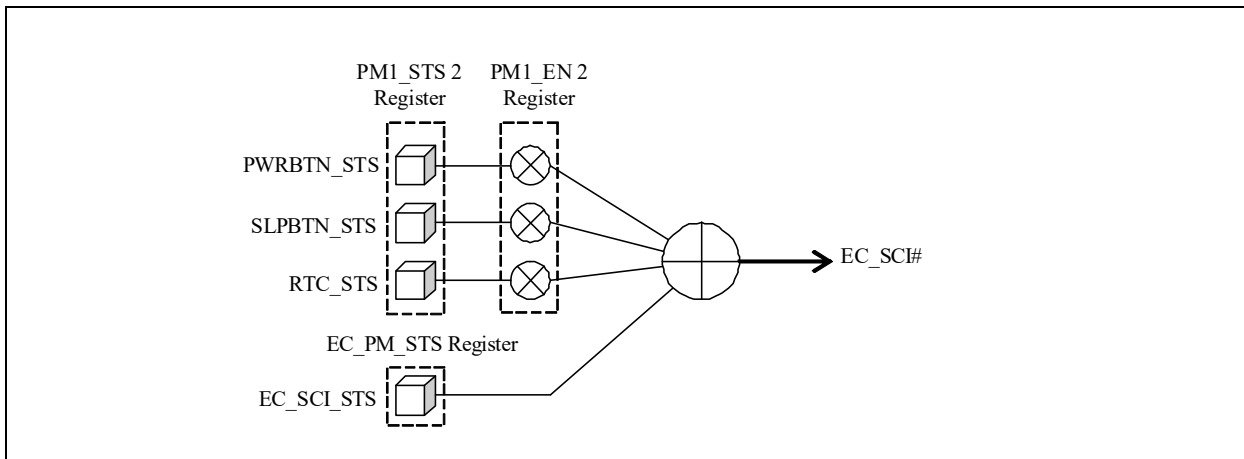 PM1_STS 2
Register
PM1_EN 2
Register
PWRBTN_STS
SLPBTN_STS
RTC_STS
EC_SCI#
EC_PM_STS Register
EC_SCI_STS